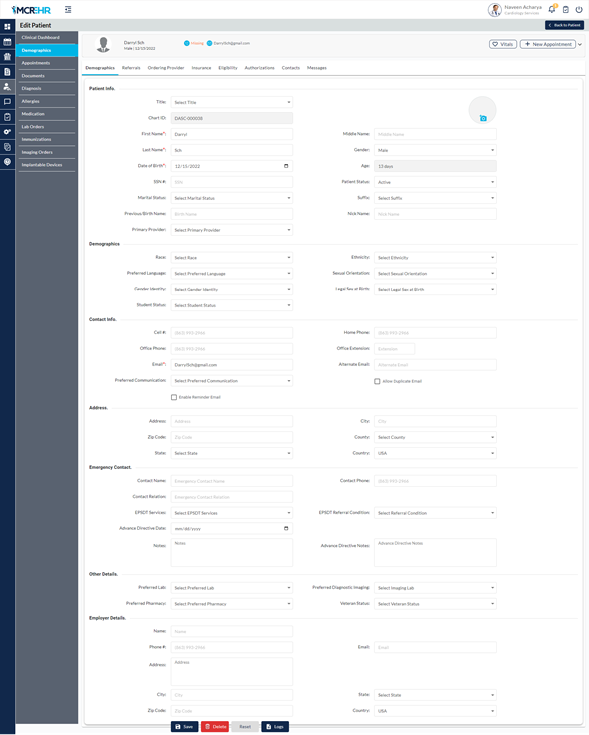 iMCREHR
Naveen Acharya
Cardiology Services
Edit Patient
Back to Patient
Clinical Dashboard
Demographics
Appointments
Documents
Diagnosis
Allergies
Medication
Lab Orders
Immunizations
Imaging Orders
Implantable Devices
Darryl Sch
Male | 12/15/2022
Missing
DarrylSch@gmail.com
Vitals
+ New Appointment
Demographics Referrals Ordering Provider Insurance Eligibility Authorizations Contacts Messages
Patient Info.
Title: Select Title
Chart ID: DASC-000038
First Name*: Darryl Middle Name: Middle Name
Last Name*: Sch Gender: Male
Date of Birth*: 12/15/2022 Age: 15 days
SSN #: SSN Patient Status: Active
Marital Status: Select Marital Status Suffix: Select Suffix
Previous Birth Name: Birth Name Nick Name: Nick Name
Primary Provider: Select Primary Provider
Demographics
Race: Select Race Ethnicity: Select Ethnicity
Preferred Language: Select Preferred Language Sexual Orientation: Select Sexual Orientation
Gender Identity: Select Gender Identity Legal Sex at Birth: Select Legal Sex at Birth
Student Status: Select Student Status
Contact Info.
Cell #: (063) 993-2966 Home Phone: (063) 993-2966
Office Phone: (063) 993-2966 Office Extension: Extension
Email*: DarrylSch@gmail.com Alternate Email: Alternate Email
Preferred Communication: Select Preferred Communication Allow Duplicate Email
Enable Reminder Email
Address.
Address: Address City: City
Zip Code: Zip Code County: Select County
State: Select State Country: USA
Emergency Contact.
Contact Name: Emergency Contact Name Contact Phone: (063) 993-2966
Contact Relation: Emergency Contact Relation
EPSDT Services: Select EPSDT Services EPSDT Referral Condition: Select Referral Condition
Advance Directive Date: mm/dd/yyyy
Notes: Notes Advance Directive Notes: Advance Directive Notes
Other Details.
Preferred Lab: Select Preferred Lab Preferred Diagnostic Imaging: Select Imaging Lab
Preferred Pharmacy: Select Preferred Pharmacy Veteran Status: Select Veteran Status
Employer Details.
Name: Name
Phone #: (063) 993-2966 Email: Email
Address: Address
City: City State: Select State
Zip Code: Zip Code Country: USA
Save Delete Reset Logs